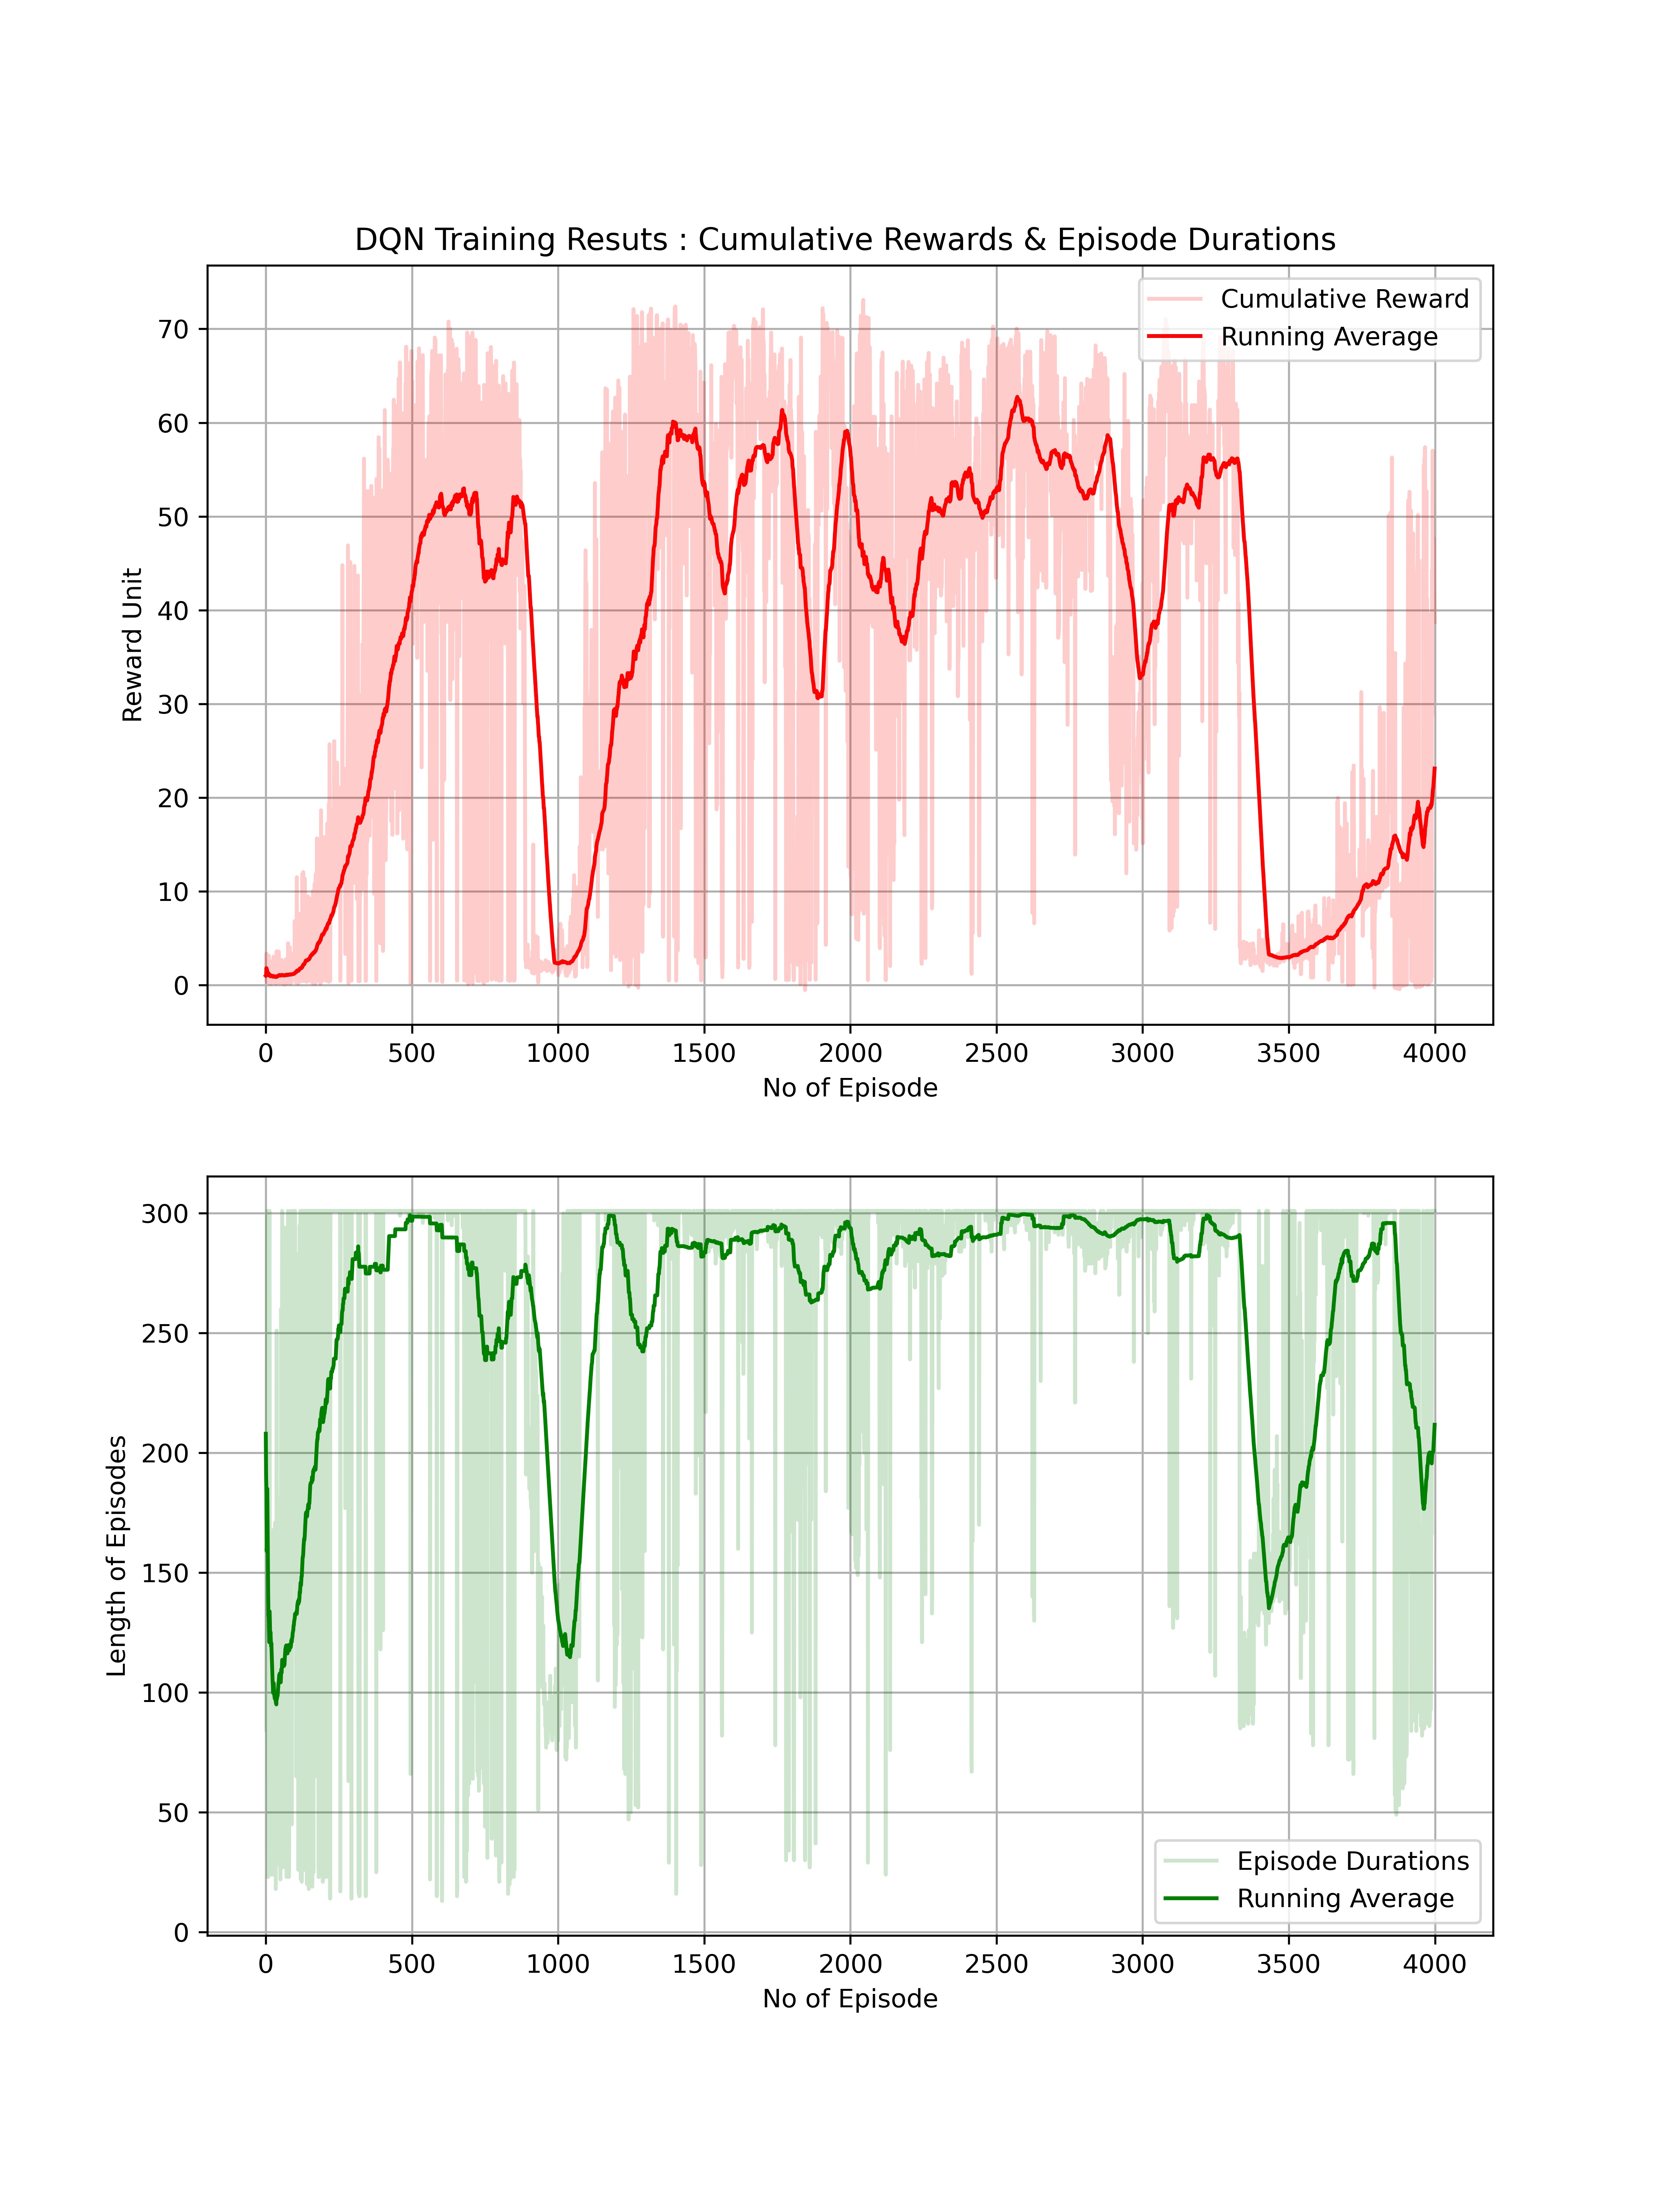 DQN Training Resuts : Cumulative Rewards & Episode Durations
Cumulative Reward
Running Average
70
60
50
40
30
20
10
0
Reward Unit
0 500 1000 1500 2000 2500 3000 3500 4000
No of Episode
300
250
200
150
100
50
0
Length of Episodes
Episode Durations
Running Average
0 500 1000 1500 2000 2500 3000 3500 4000
No of Episode